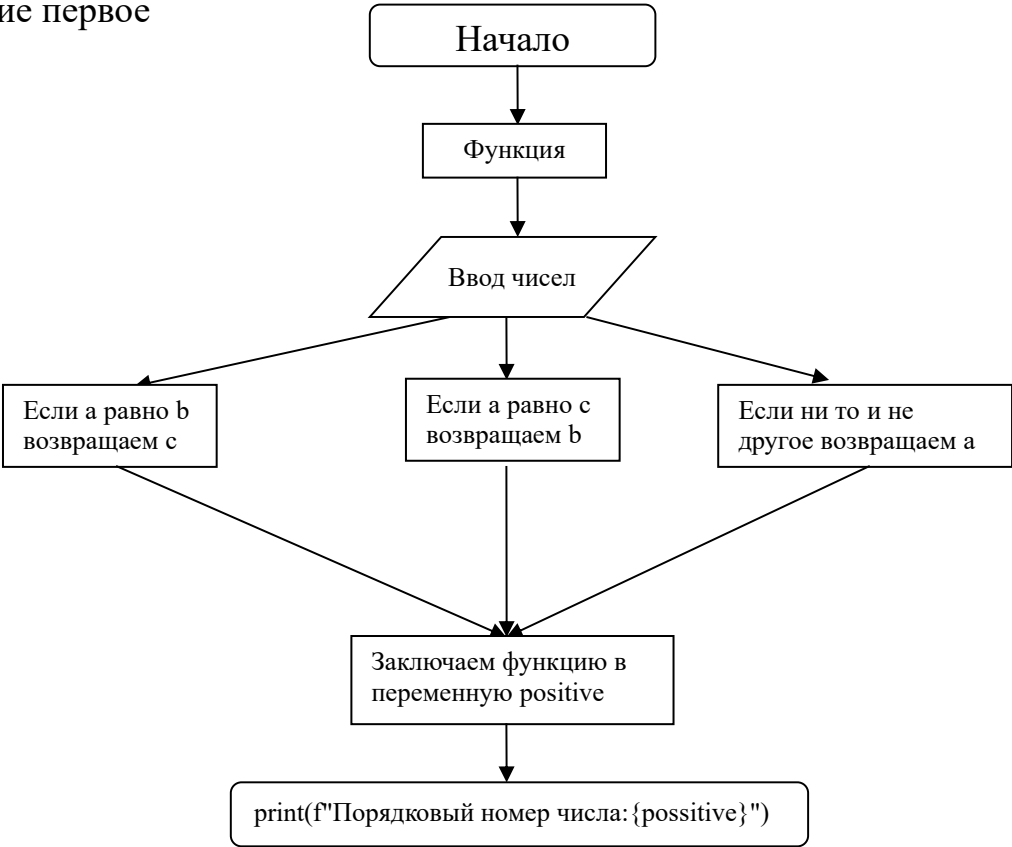 ие первое
Начало
Функция
Ввод чисел
Если a равно b
возвращаем c
Если a равно c
возвращаем b
Если ни то и не
другое возвращаем a
Заключаем функцию в
переменную positive
print(f"Порядковый номер числа:{possitive}")